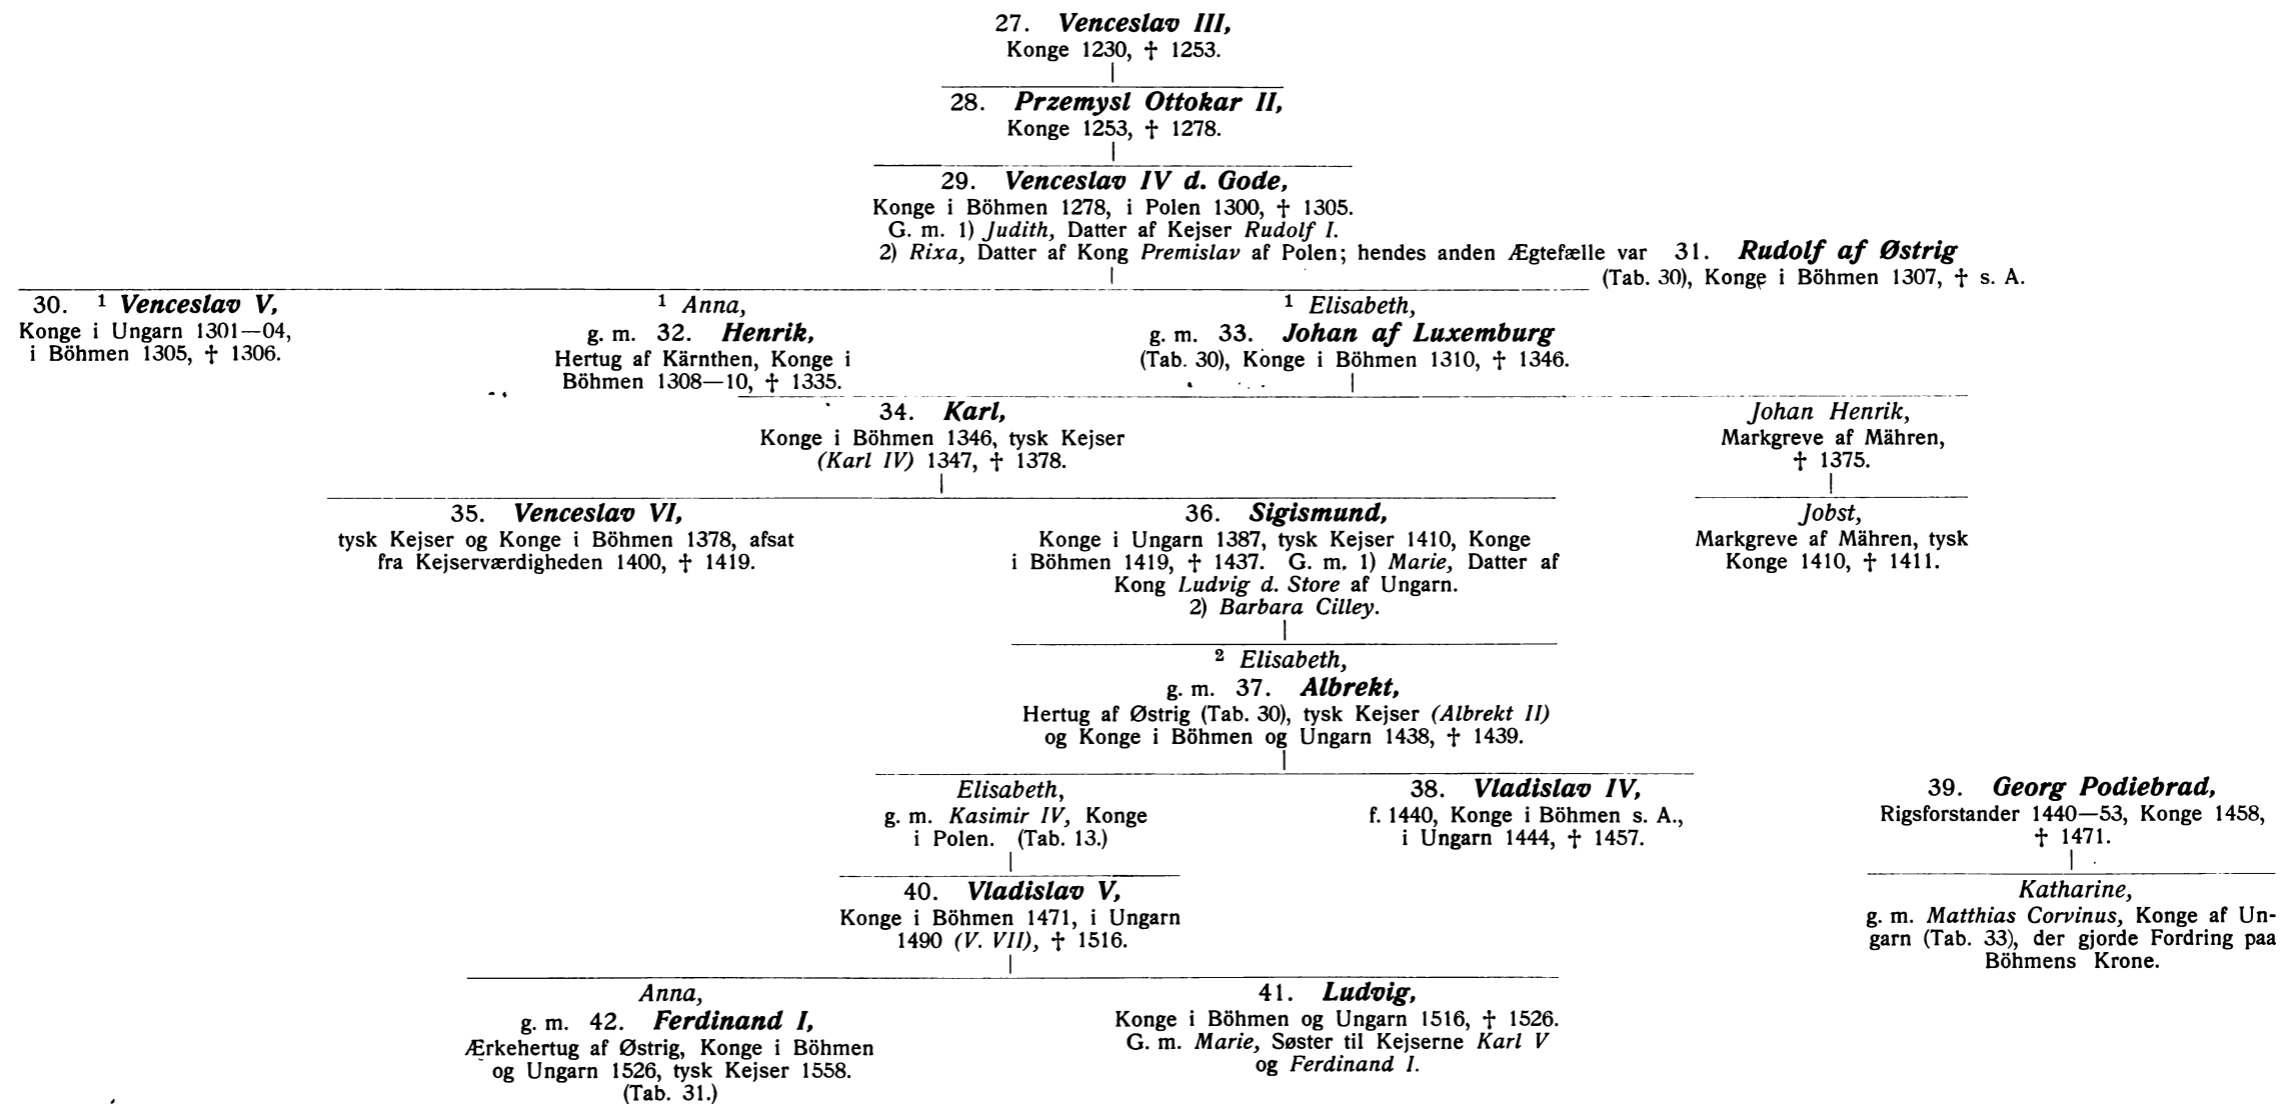 27. Venceslav III,
Konge 1230, † 1253.
28. Przemysl Ottokar II,
Konge 1253, † 1278.
29. Venceslav IV d. Gode,
Konge i Böhmen 1278, i Polen 1300, † 1305.
G. m. 1) Judith, Datter af Kejser Rudolf I.
2) Rixa, Datter af Kong Premislav af Polen; hendes anden Ægtefælle var 31. Rudolf af Østrig
(Tab. 30), Konge i Böhmen 1307, † s. A.
30. ¹ Venceslav V,
Konge i Ungarn 1301—04,
i Böhmen 1305, † 1306.
¹ Anna,
g. m. 32. Henrik,
Hertug af Kärnthen, Konge i
Böhmen 1308—10, † 1335.
¹ Elisabeth,
g. m. 33. Johan af Luxemburg
(Tab. 30), Konge i Böhmen 1310, † 1346.
34. Karl,
Konge i Böhmen 1346, tysk Kejser
(Karl IV) 1347, † 1378.
Johan Henrik,
Markgreve af Mähren,
† 1375.
35. Venceslav VI,
tysk Kejser og Konge i Böhmen 1378, afsat
fra Kejserværdigheden 1400, † 1419.
36. Sigismund,
Konge i Ungarn 1387, tysk Kejser 1410, Konge
i Böhmen 1419, † 1437. G. m. 1) Marie, Datter af
Kong Ludvig d. Store af Ungarn.
2) Barbara Cilley.
Jobst,
Markgreve af Mähren, tysk
Konge 1410, † 1411.
² Elisabeth,
g. m. 37. Albrekt,
Hertug af Østrig (Tab. 30), tysk Kejser (Albrekt II)
og Konge i Böhmen og Ungarn 1438, † 1439.
Elisabeth,
g. m. Kasimir IV, Konge
i Polen. (Tab. 13.)
38. Vladislav IV,
f. 1440, Konge i Böhmen s. A.,
i Ungarn 1444, † 1457.
39. Georg Podiebrad,
Rigsforstander 1440—53, Konge 1458,
† 1471.
40. Vladislav V,
Konge i Böhmen 1471, i Ungarn
1490 (V. VII), † 1516.
Katharine,
g. m. Matthias Corvinus, Konge af Un-
garn (Tab. 33), der gjorde Fordring paa
Böhmens Krone.
Anna,
g. m. 42. Ferdinand I,
Ærkehertug af Østrig, Konge i Böhmen
og Ungarn 1526, tysk Kejser 1558.
(Tab. 31.)
41. Ludvig,
Konge i Böhmen og Ungarn 1516, † 1526.
G. m. Marie, Søster til Kejserne Karl V
og Ferdinand I.